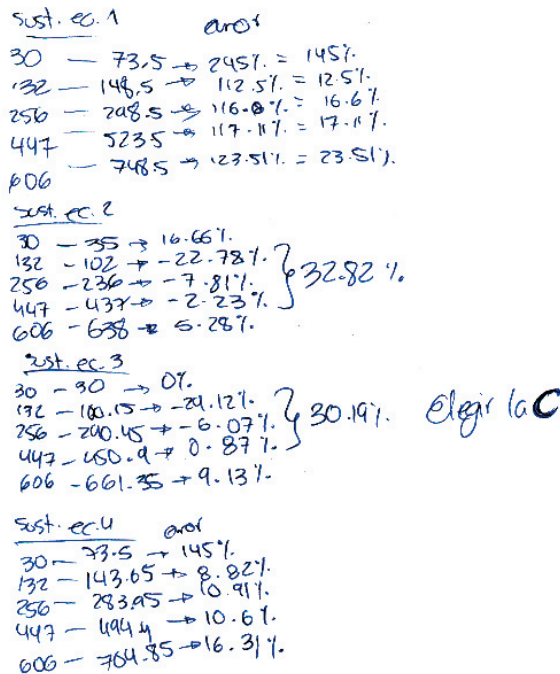 sust. ec. 1 error
30 — 73.5 → 245%. = 145%.
132 — 148.5 → 112.5%. = 12.5%.
256 — 298.5 → 116.6%. = 16.6%
447 523.5 → 117.11%. = 17.11%.
606 — 748.5 → 123.51%. = 23.51%.
sust. ec. 2
30 — 35 → 16.66%.
132 — 102 → -22.78%.
256 — 236 → -7.81%. } 32.82%.
447 — 437 → -2.23%.
606 — 638 → 5.28%.
sust. ec. 3
30 — 30 → 0%.
132 — 100.15 → -24.12%.
256 — 240.45 → -6.07%. } 30.19%. Elegir la C
447 — 450.9 → 0.87%.
606 — 661.35 → 9.13%.
sust. ec. 4 error
30 — 73.5 → 145%.
132 — 143.65 → 8.82%.
256 — 283.95 → 10.91%.
447 — 494.4 → 10.6%.
606 — 704.85 → 16.31%.